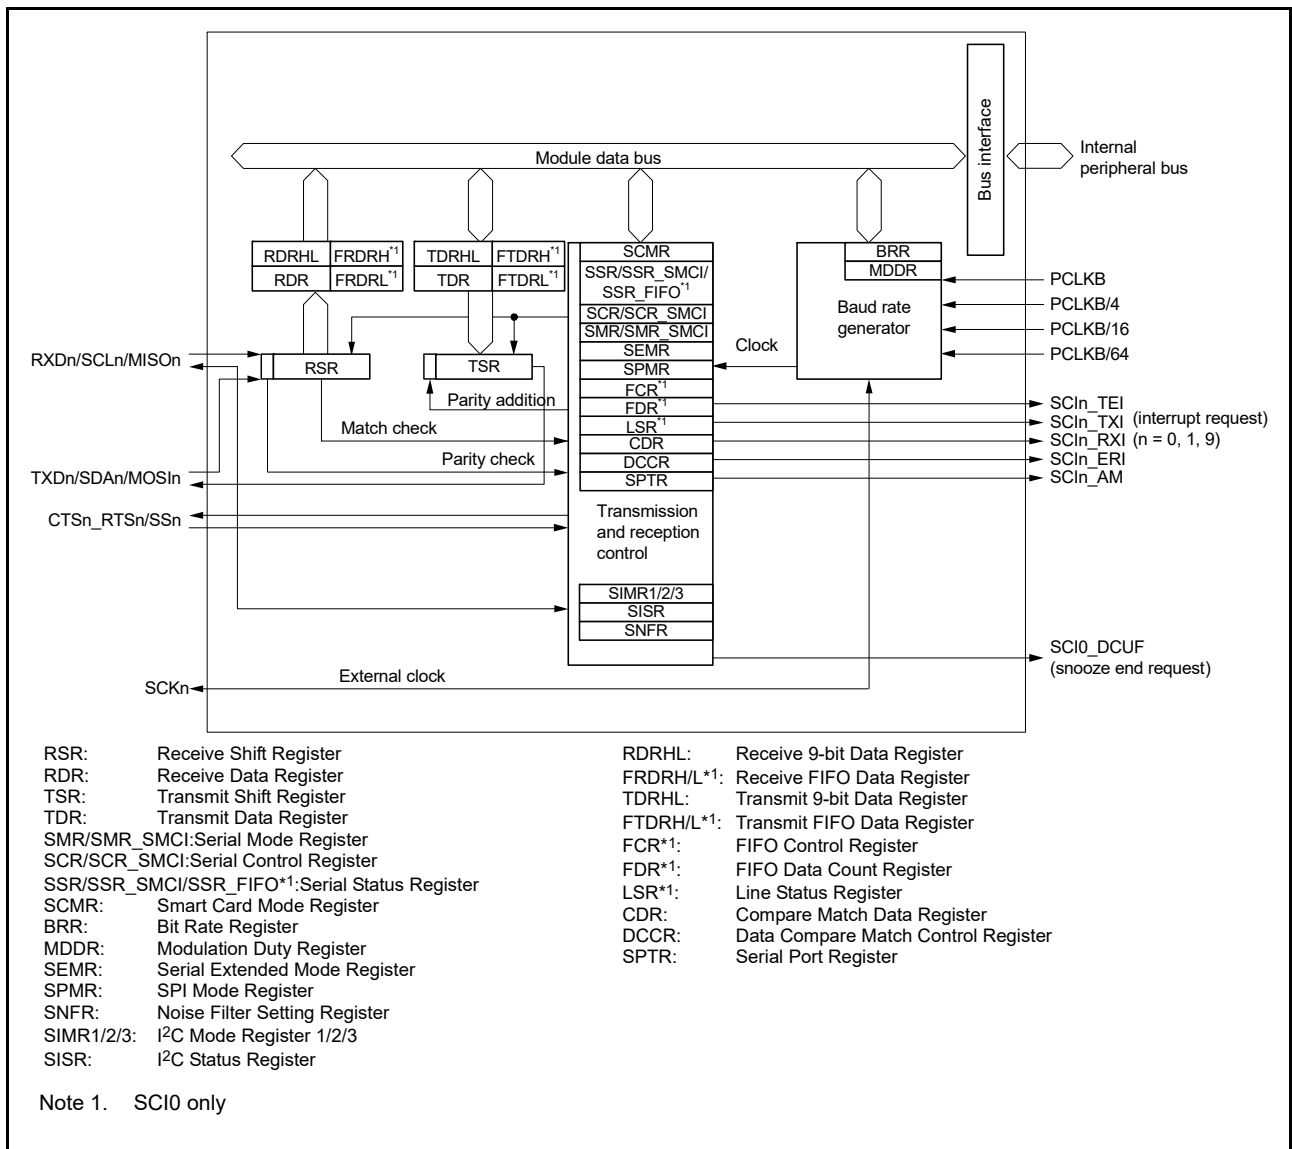 Bus interface
Internal
peripheral bus
Module data bus
RDRHL FRDRH*1
RDR FRDRL*1
TDRHL FTDRH*1
TDR FTDRL*1
SCMR
SSR/SSR_SMCI/
SSR_FIFO*1
SCR/SCR_SMCI
SMR/SMR_SMCI
SEMR
SPMR
FCR*1
FDR*1
LSR*1
CDR
DCCR
SPTR
Transmission
and reception
control
SIMR1/2/3
SISR
SNFR
BRR
MDDR
Baud rate
generator
Clock
PCLKB
PCLKB/4
PCLKB/16
PCLKB/64
RXDn/SCLn/MISOn
RSR
TSR
Parity addition
Match check
Parity check
TXDn/SDAn/MOSIn
CTSn_RTSn/SSn
SCIn_TEI
SCIn_TXI (interrupt request)
SCIn_RXI (n = 0, 1, 9)
SCIn_ERI
SCIn_AM
SCI0_DCUF
(snooze end request)
SCKn
External clock
RSR: Receive Shift Register
RDR: Receive Data Register
TSR: Transmit Shift Register
TDR: Transmit Data Register
SMR/SMR_SMCI:Serial Mode Register
SCR/SCR_SMCI:Serial Control Register
SSR/SSR_SMCI/SSR_FIFO*1:Serial Status Register
SCMR: Smart Card Mode Register
BRR: Bit Rate Register
MDDR: Modulation Duty Register
SEMR: Serial Extended Mode Register
SPMR: SPI Mode Register
SNFR: Noise Filter Setting Register
SIMR1/2/3: I2C Mode Register 1/2/3
SISR: I2C Status Register
RDRHL: Receive 9-bit Data Register
FRDRH/L*1: Receive FIFO Data Register
TDRHL: Transmit 9-bit Data Register
FTDRH/L*1: Transmit FIFO Data Register
FCR*1: FIFO Control Register
FDR*1: FIFO Data Count Register
LSR*1: Line Status Register
CDR: Compare Match Data Register
DCCR: Data Compare Match Control Register
SPTR: Serial Port Register
Note 1. SCI0 only